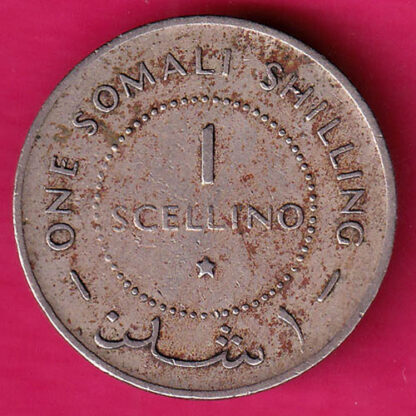 ONE SOMALI SHILLING
1
SCELLINO
١ شلن